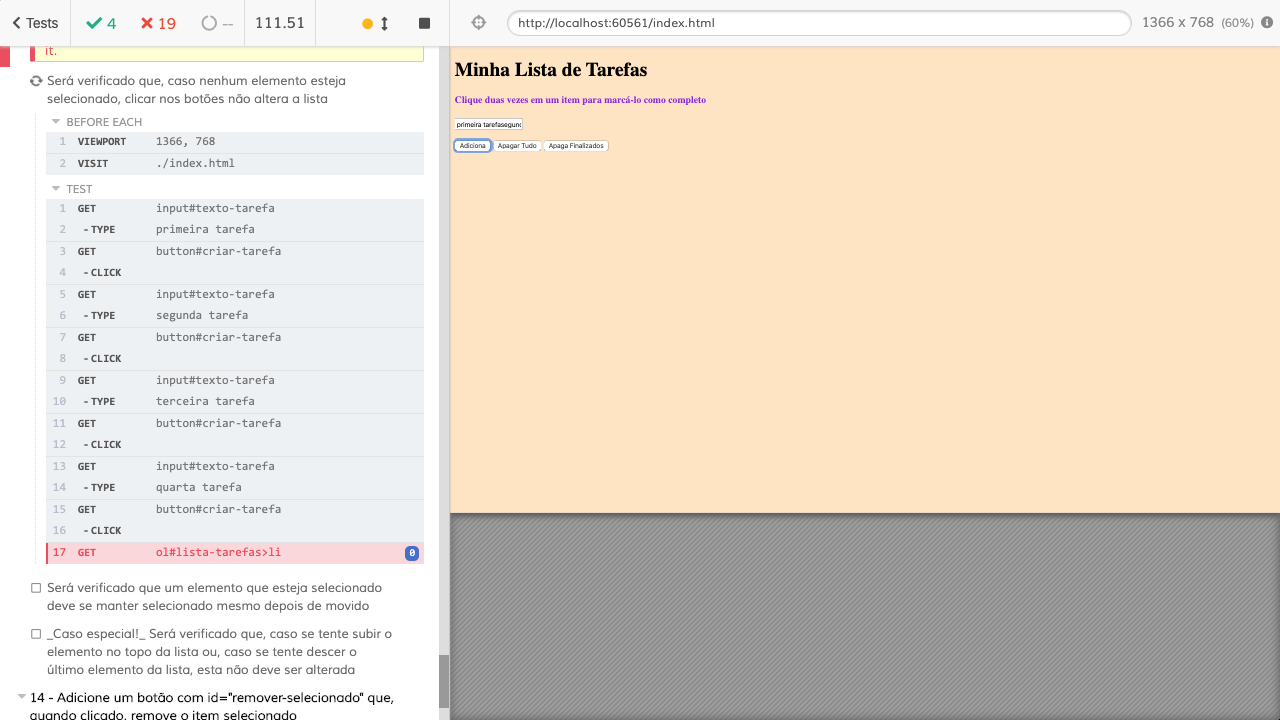 Tests 4 19 -- 111.51
it.
Será verificado que, caso nenhum elemento esteja
selecionado, clicar nos botões não altera a lista
BEFORE EACH
1 VIEWPORT 1366, 768
2 VISIT ./index.html
TEST
1 GET input#texto-tarefa
2 -TYPE primeira tarefa
3 GET button#criar-tarefa
4 -CLICK
5 GET input#texto-tarefa
6 -TYPE segunda tarefa
7 GET button#criar-tarefa
8 -CLICK
9 GET input#texto-tarefa
10 -TYPE terceira tarefa
11 GET button#criar-tarefa
12 -CLICK
13 GET input#texto-tarefa
14 -TYPE quarta tarefa
15 GET button#criar-tarefa
16 -CLICK
17 GET ol#lista-tarefas>li 0
Será verificado que um elemento que esteja selecionado
deve se manter selecionado mesmo depois de movido
_Caso especial!_ Será verificado que, caso se tente subir o
elemento no topo da lista ou, caso se tente descer o
último elemento da lista, esta não deve ser alterada
14 - Adicione um botão com id="remover-selecionado" que,
quando clicado, remove o item selecionado
http://localhost:60561/index.html 1366 x 768 (60%)
Minha Lista de Tarefas
Clique duas vezes em um item para marcá-lo como completo
primeira tarefasegun
Adiciona Apagar Tudo Apaga Finalizados